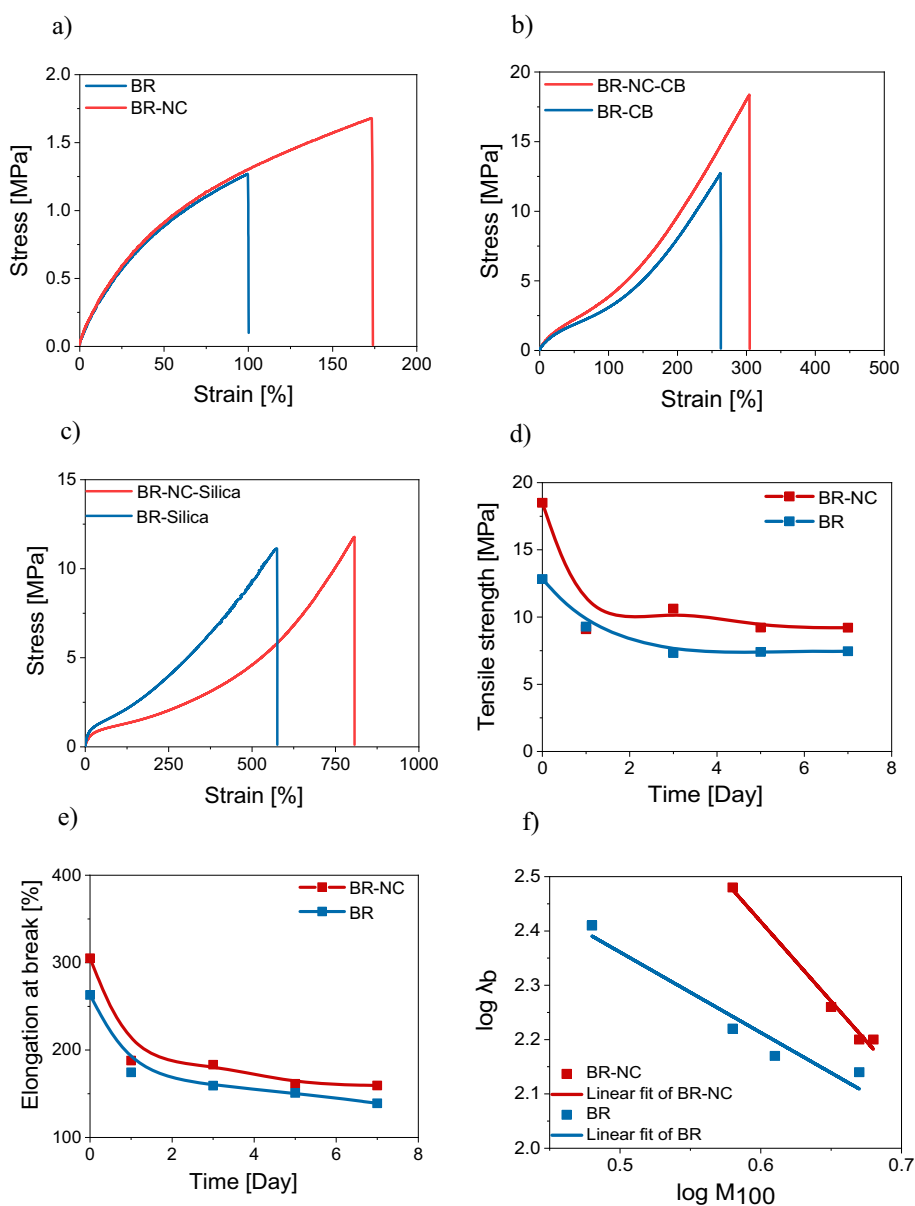 a)
BR
BR-NC
2.0
1.5
1.0
0.5
0.0
0 50 100 150 200
Stress [MPa]
Strain [%]
b)
BR-NC-CB
BR-CB
20
15
10
5
0
0 100 200 300 400 500
Stress [MPa]
Strain [%]
c)
BR-NC-Silica
BR-Silica
15
10
5
0
0 250 500 750 1000
Stress [MPa]
Strain [%]
d)
BR-NC
BR
20
15
10
5
0
0 2 4 6 8
Tensile strength [MPa]
Time [Day]
e)
BR-NC
BR
400
300
200
100
0 2 4 6 8
Elongation at break [%]
Time [Day]
f)
2.5
2.4
2.3
2.2
2.1
2.0
BR-NC
Linear fit of BR-NC
BR
Linear fit of BR
0.5 0.6 0.7
log λb
log M100